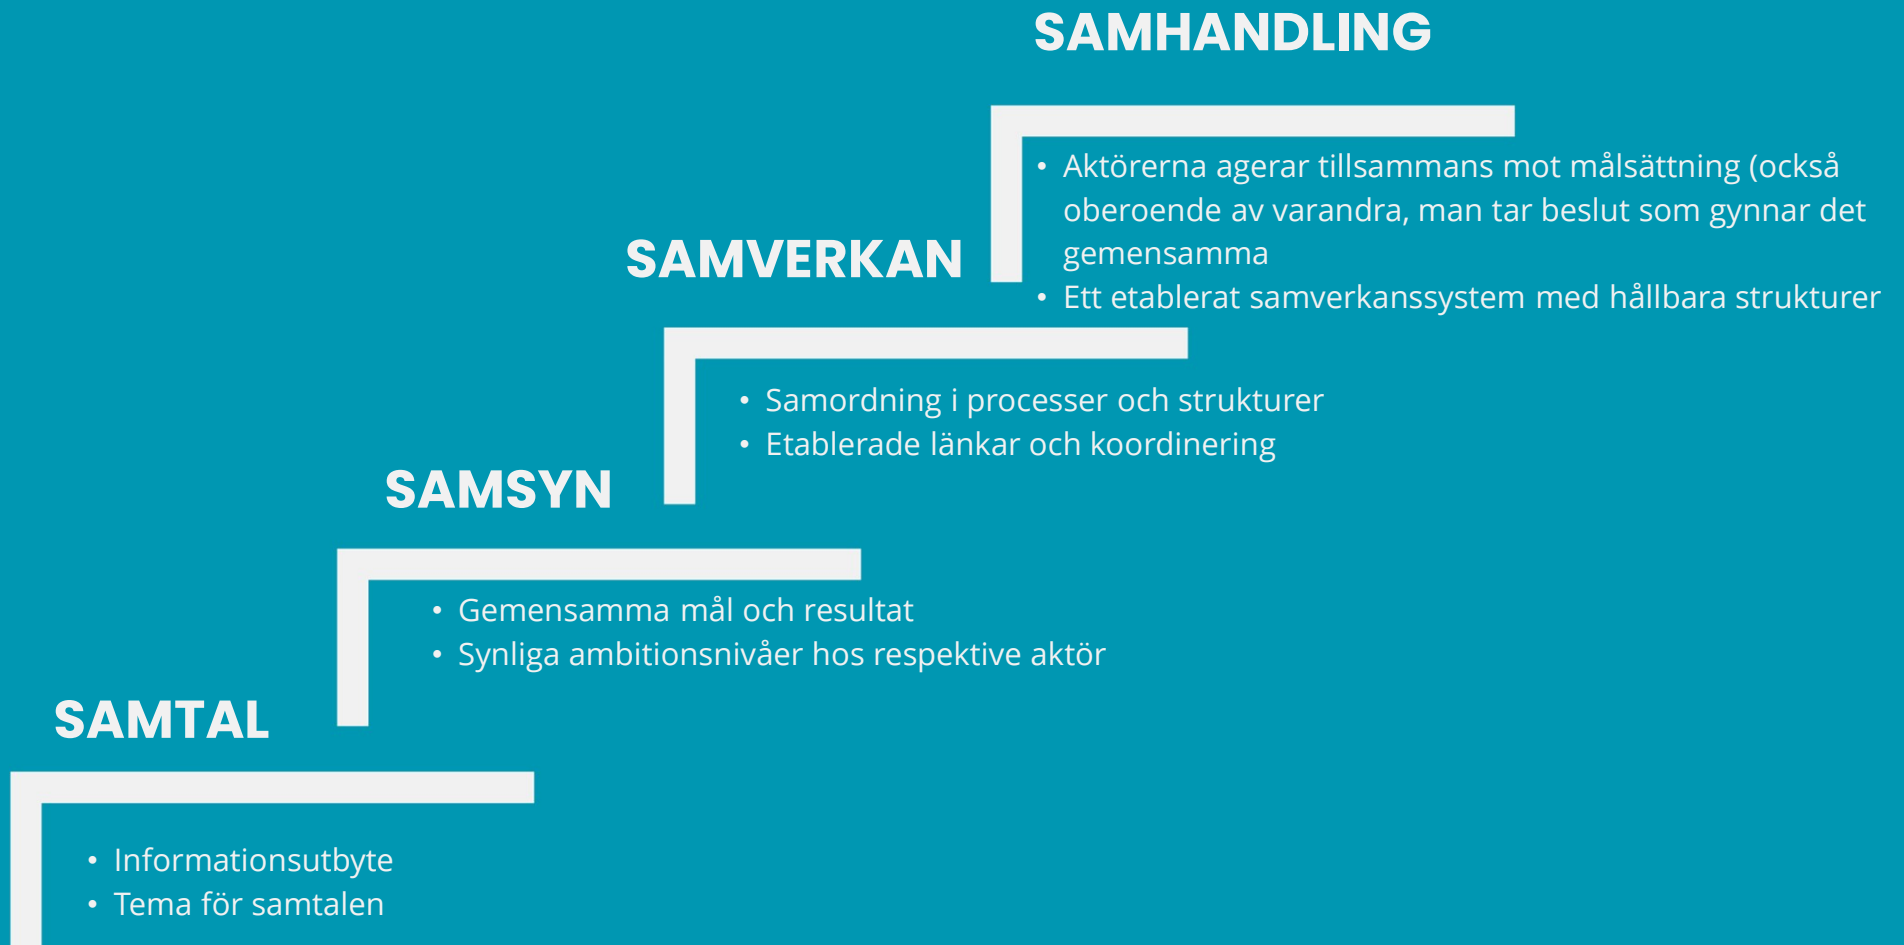 SAMHANDLING
• Aktörerna agerar tillsammans mot målsättning (också
oberoende av varandra, man tar beslut som gynnar det
gemensamma
• Ett etablerat samverkanssystem med hållbara strukturer
SAMVERKAN
• Samordning i processer och strukturer
• Etablerade länkar och koordinering
SAMSYN
• Gemensamma mål och resultat
• Synliga ambitionsnivåer hos respektive aktör
SAMTAL
• Informationsutbyte
• Tema för samtalen